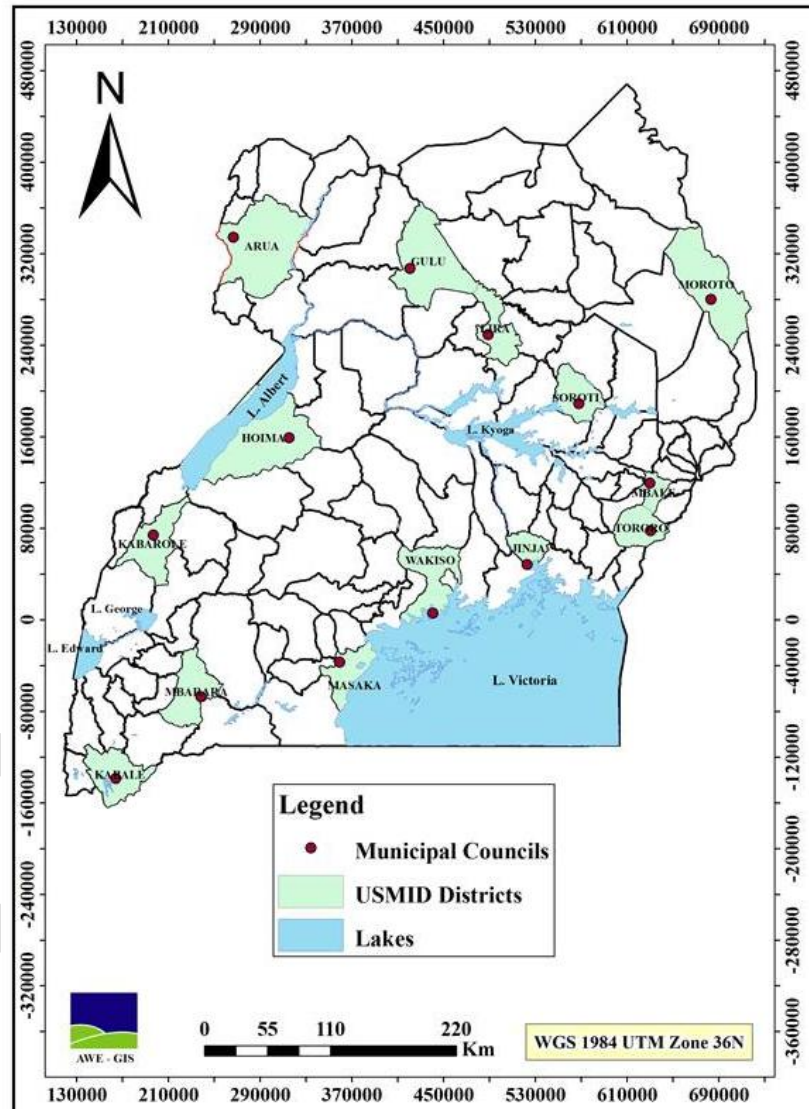 130000 210000 290000 370000 450000 530000 610000 690000
480000
400000
320000
240000
160000
80000
0
-80000
-160000
-240000
-320000
N
ARUA
GULU
MOROTO
LIRA
SOROTI
L. Albert
HOIMA
L. Kyoga
MBALE
TORORO
KABAROLE
WAKISO
JINJA
L. George
L. Edward
MBARARA
MASAKA
L. Victoria
KABALE
Legend
Municipal Councils
USMID Districts
Lakes
AWE - GIS
0 55 110 220
Km
WGS 1984 UTM Zone 36N
480000
400000
320000
240000
160000
80000
0
-40000
-120000
-200000
-280000
-360000
130000 210000 290000 370000 450000 530000 610000 690000